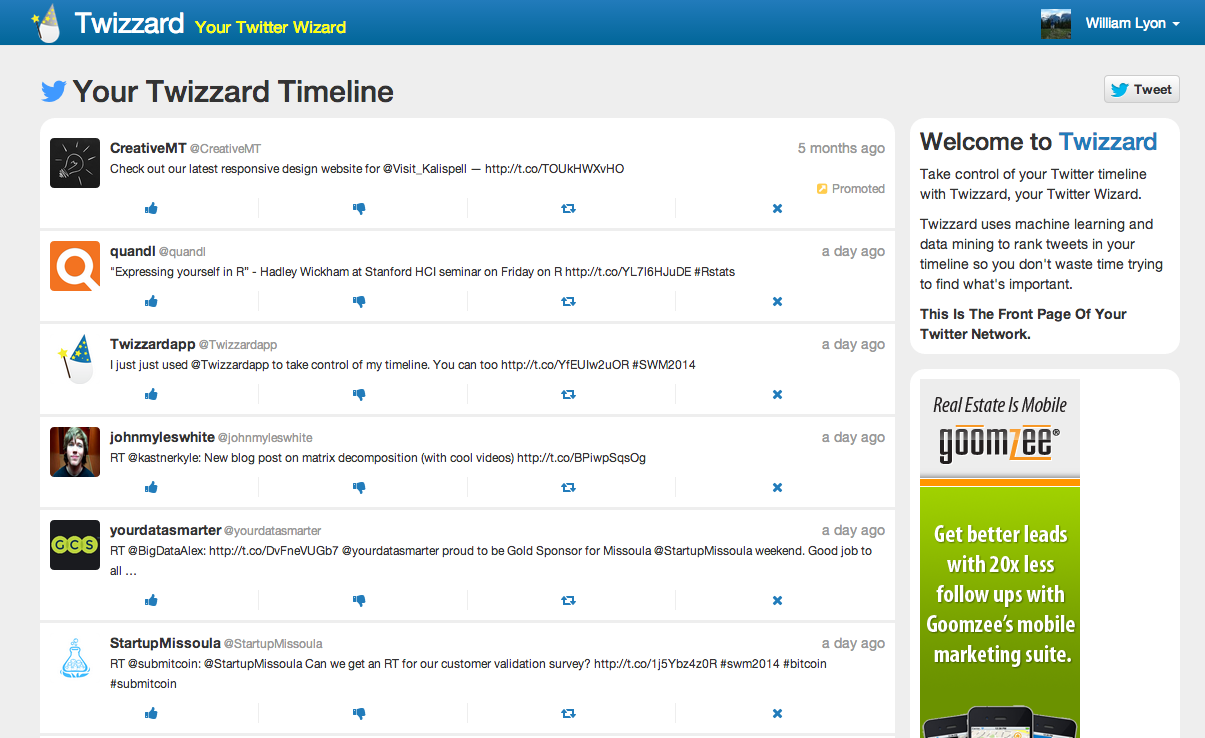 Twizzard Your Twitter Wizard
William Lyon
Your Twizzard Timeline
Tweet
CreativeMT @CreativeMT 5 months ago
Check out our latest responsive design website for @Visit_Kalispell — http://t.co/TOUkHWXvHO
Promoted
quandl @quandl a day ago
"Expressing yourself in R" - Hadley Wickham at Stanford HCI seminar on Friday on R http://t.co/YL7I6HJuDE #Rstats
Twizzardapp @Twizzardapp a day ago
I just just used @Twizzardapp to take control of my timeline. You can too http://t.co/YfEUIw2uOR #SWM2014
johnmyleswhite @johnmyleswhite a day ago
RT @kastnerkyle: New blog post on matrix decomposition (with cool videos) http://t.co/BPiwpSqsOg
GCS
yourdatasmarter @yourdatasmarter a day ago
RT @BigDataAlex: http://t.co/DvFneVUGb7 @yourdatasmarter proud to be Gold Sponsor for Missoula @StartupMissoula weekend. Good job to
all ...
StartupMissoula @StartupMissoula a day ago
RT @submitcoin: @StartupMissoula Can we get an RT for our customer validation survey? http://t.co/1j5Ybz4z0R #swm2014 #bitcoin
#submitcoin
Welcome to Twizzard
Take control of your Twitter timeline
with Twizzard, your Twitter Wizard.
Twizzard uses machine learning and
data mining to rank tweets in your
timeline so you don't waste time trying
to find what's important.
This Is The Front Page Of Your
Twitter Network.
Real Estate Is Mobile
goomzee®
Get better leads
with 20x less
follow ups with
Goomzee's mobile
marketing suite.